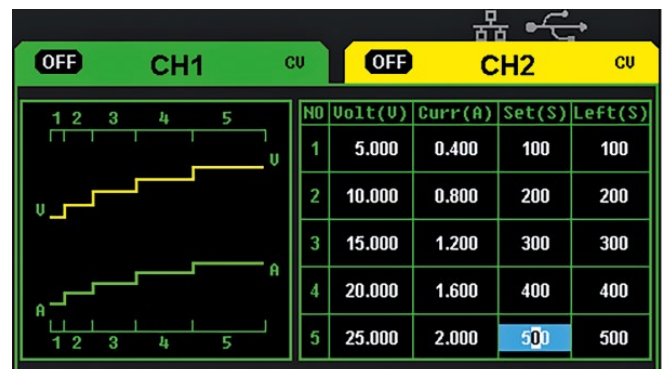 OFF CH1 CV OFF CH2 CV
1 2 3 4 5
V
V
A
A
1 2 3 4 5
NO Volt(V) Curr(A) Set(S) Left(S)
1 5.000 0.400 100 100
2 10.000 0.800 200 200
3 15.000 1.200 300 300
4 20.000 1.600 400 400
5 25.000 2.000 500 500